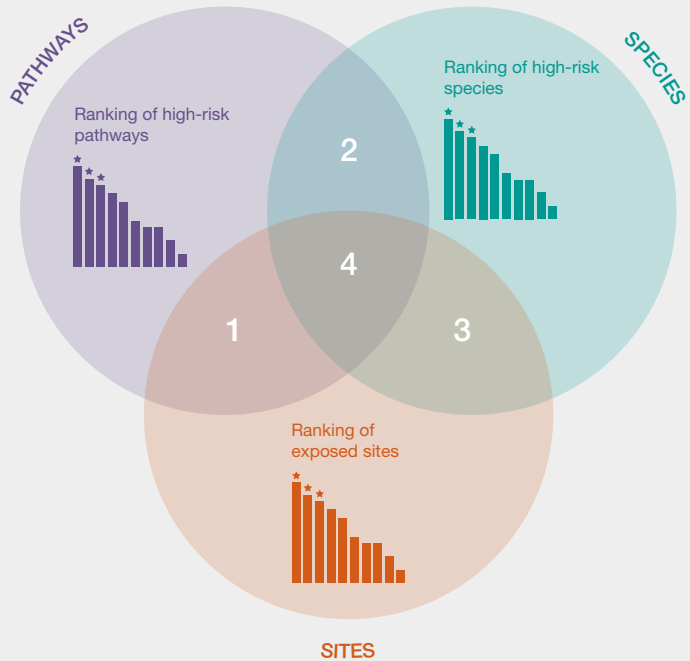 PATHWAYS
SPECIES
Ranking of high-risk
species
Ranking of high-risk
pathways
2
4
1
3
Ranking of
exposed sites
SITES